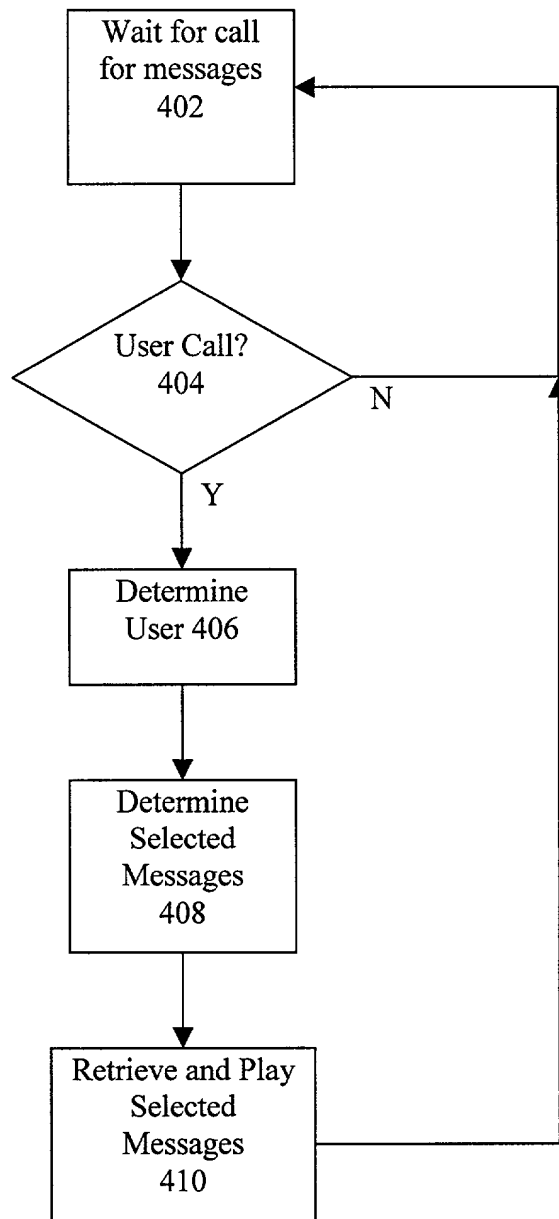 Wait for call
for messages
402
User Call?
404
N
Y
Determine
User 406
Determine
Selected
Messages
408
Retrieve and Play
Selected
Messages
410